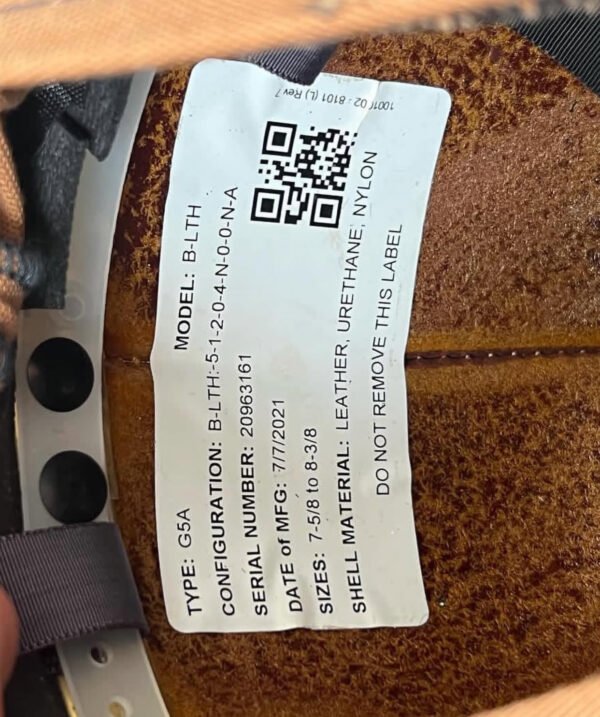 TYPE: G5A MODEL: B-LTH
CONFIGURATION: B-LTH:-5-1-2-0-4-N-0-0-N-A
SERIAL NUMBER: 20963161
DATE of MFG: 7/7/2021
SIZES: 7-5/8 to 8-3/8
SHELL MATERIAL: LEATHER, URETHANE, NYLON
DO NOT REMOVE THIS LABEL
8101 (L) Rev 7